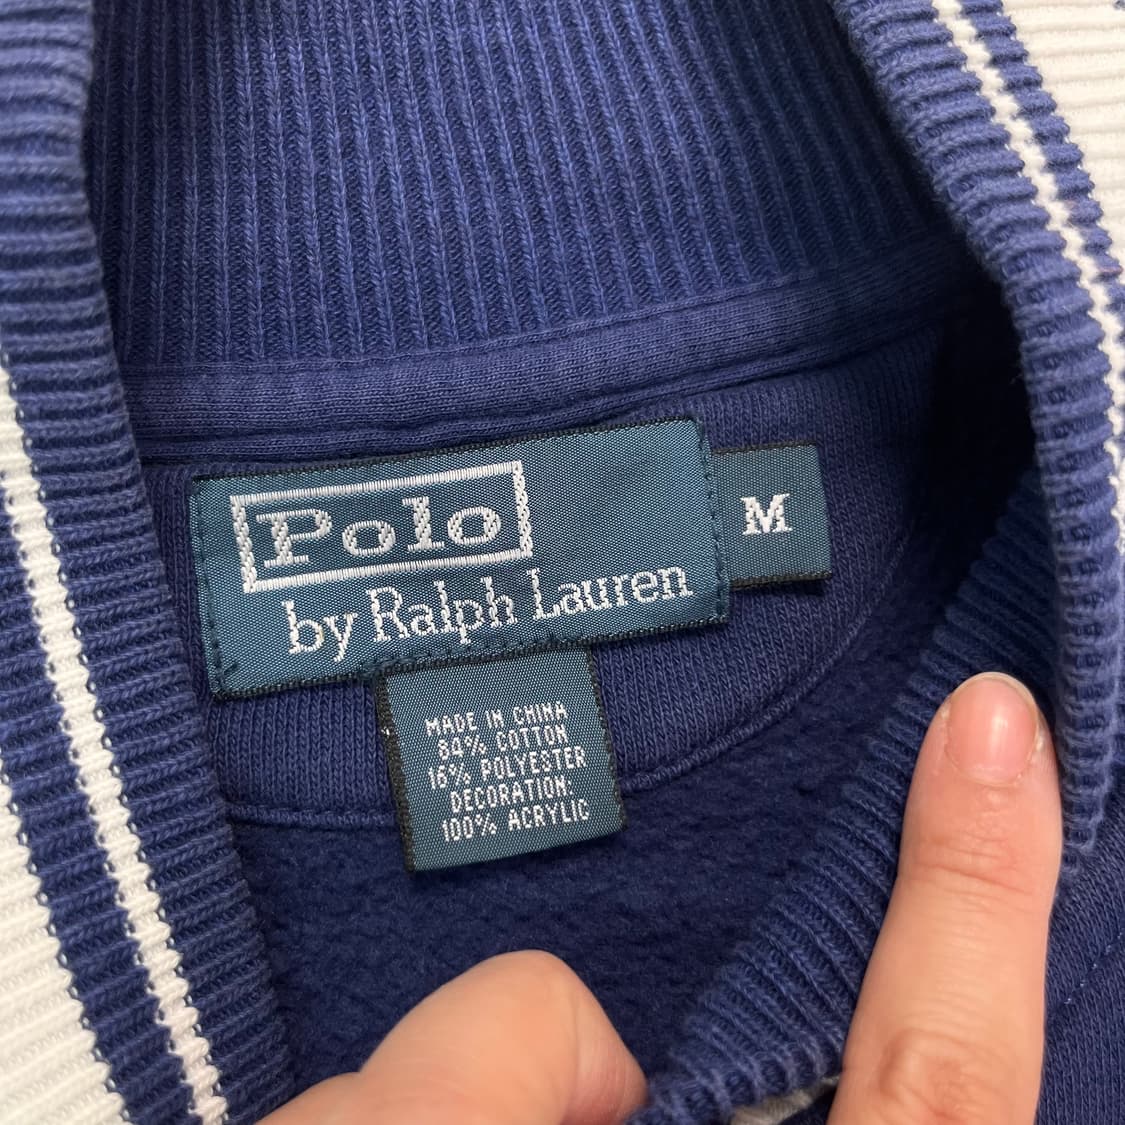 Polo
by Ralph Lauren
M
MADE IN CHINA
84% COTTON
16% POLYESTER
DECORATION:
100% ACRYLIC